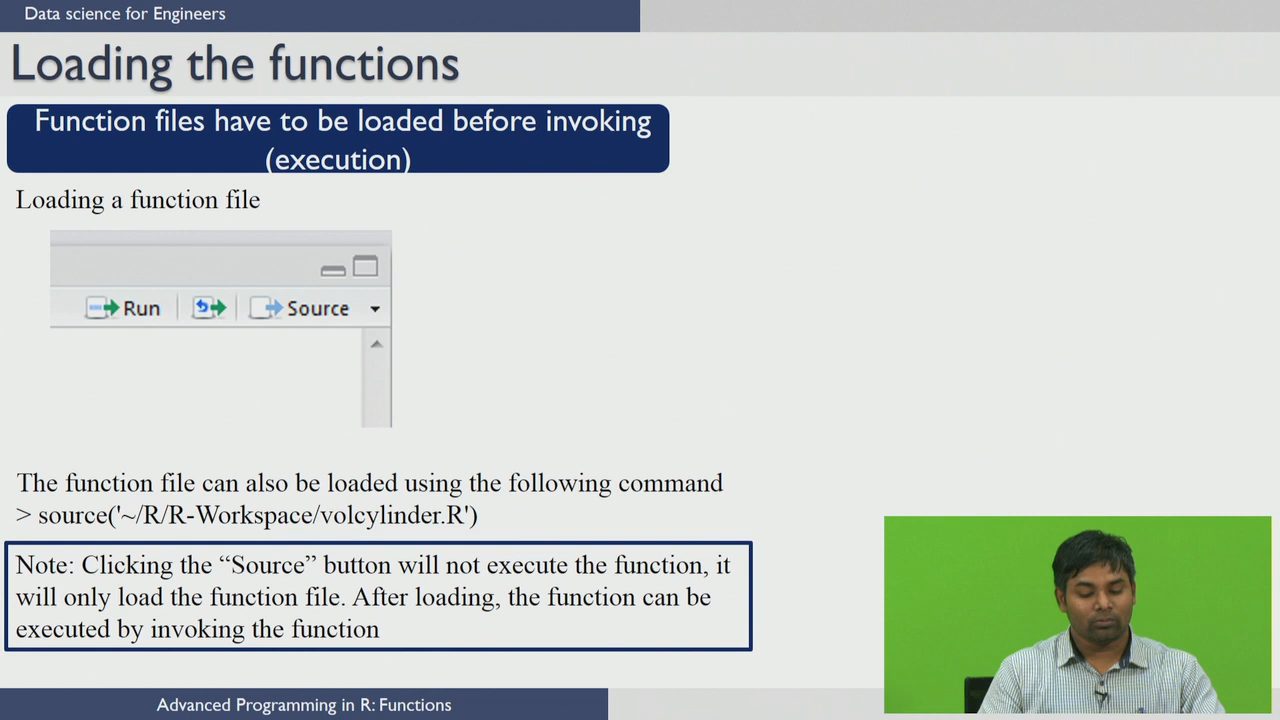 Data science for Engineers
Loading the functions
Function files have to be loaded before invoking
(execution)
Loading a function file
Run
Source
The function file can also be loaded using the following command
> source('~/R/R-Workspace/volcylinder.R')
Note: Clicking the “Source” button will not execute the function, it
will only load the function file. After loading, the function can be
executed by invoking the function
Advanced Programming in R: Functions